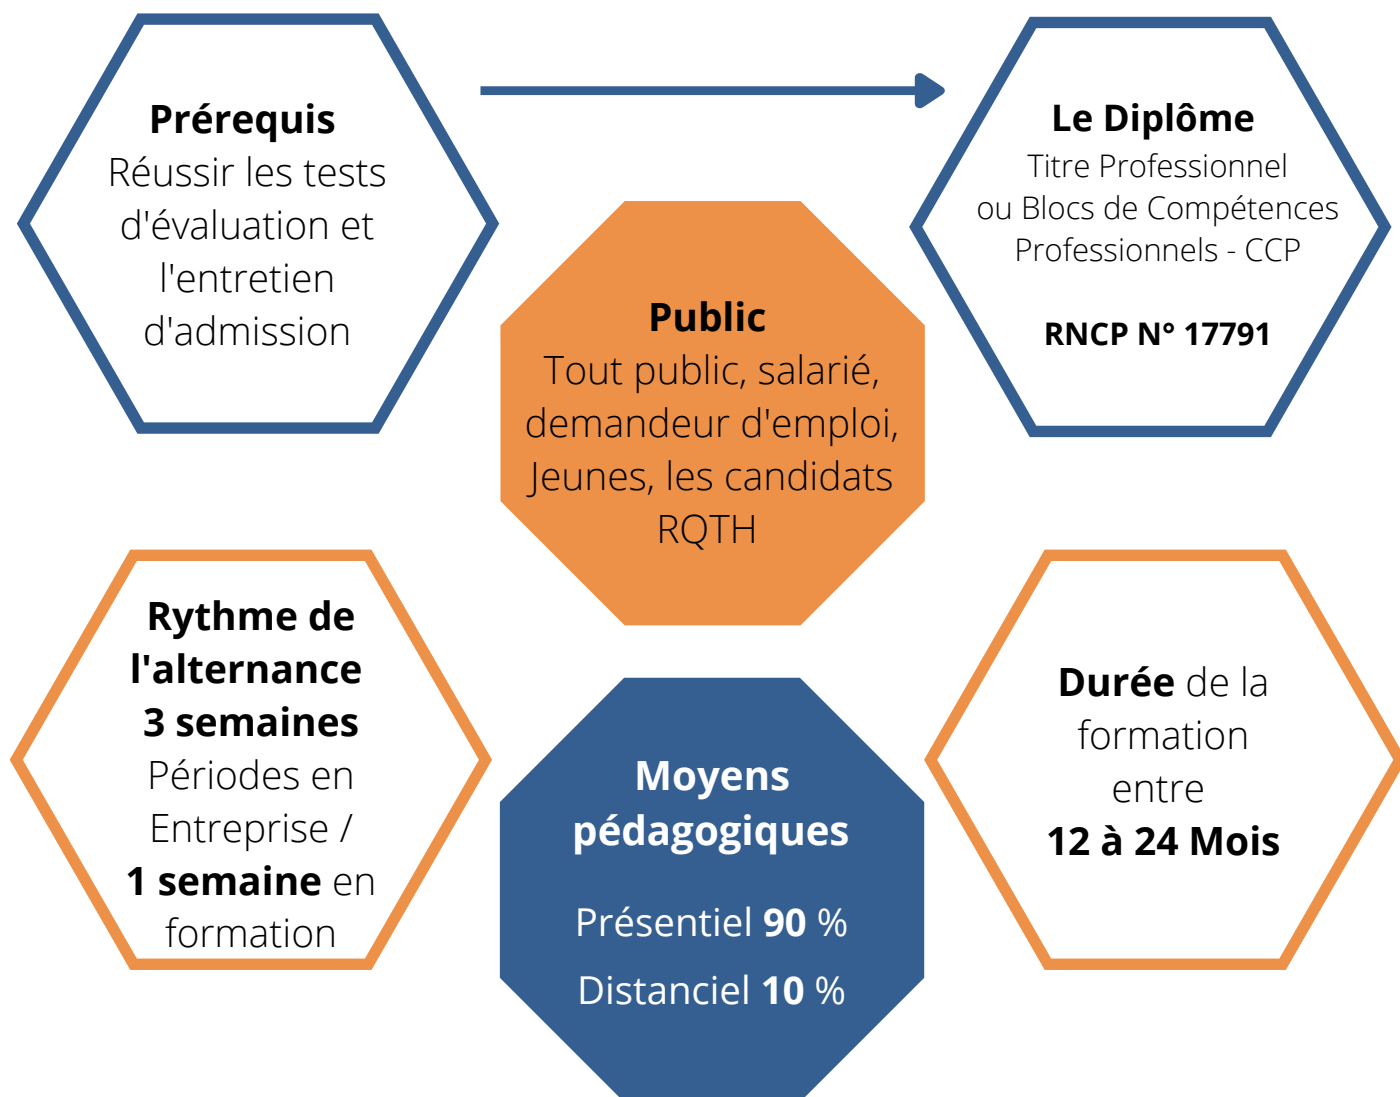 Prérequis
Réussir les tests
d'évaluation et
l'entretien
d'admission
Le Diplôme
Titre Professionnel
ou Blocs de Compétences
Professionnels - CCP
RNCP N° 17791
Public
Tout public, salarié,
demandeur d'emploi,
Jeunes, les candidats
RQTH
Rythme de
l'alternance
3 semaines
Périodes en
Entreprise /
1 semaine en
formation
Moyens
pédagogiques
Présentiel 90 %
Distanciel 10 %
Durée de la
formation
entre
12 à 24 Mois